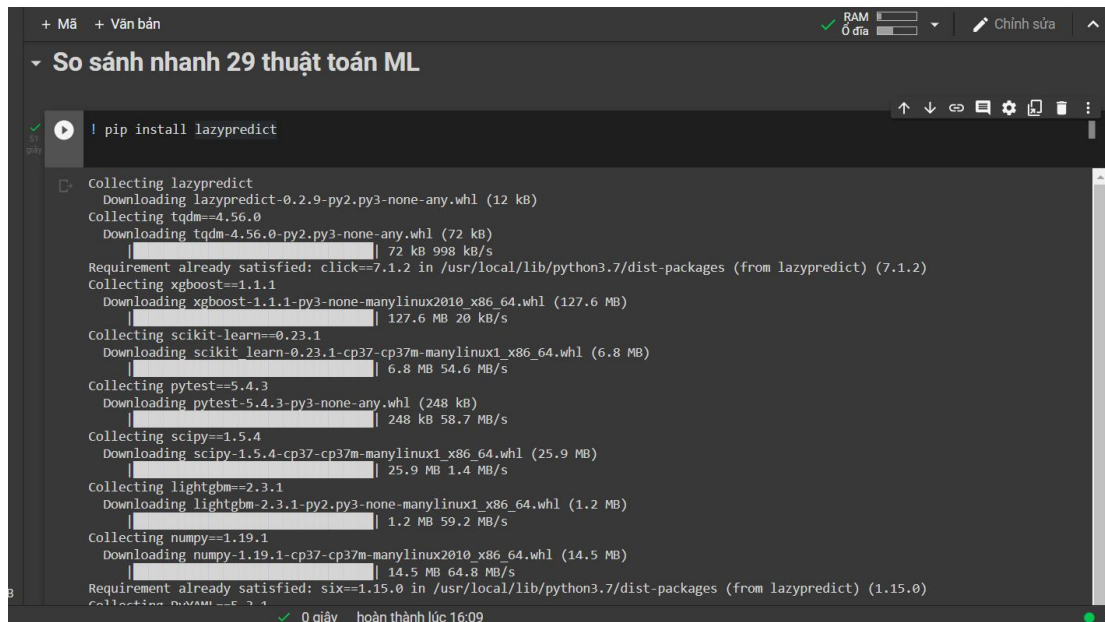 + Mã + Văn bản
RAM
Ổ đĩa
Chỉnh sửa
So sánh nhanh 29 thuật toán ML
51
giây
! pip install lazypredict
Collecting lazypredict
Downloading lazypredict-0.2.9-py2.py3-none-any.whl (12 kB)
Collecting tqdm==4.56.0
Downloading tqdm-4.56.0-py2.py3-none-any.whl (72 kB)
| | 72 kB 998 kB/s
Requirement already satisfied: click==7.1.2 in /usr/local/lib/python3.7/dist-packages (from lazypredict) (7.1.2)
Collecting xgboost==1.1.1
Downloading xgboost-1.1.1-py3-none-manylinux2010_x86_64.whl (127.6 MB)
| | 127.6 MB 20 kB/s
Collecting scikit-learn==0.23.1
Downloading scikit_learn-0.23.1-cp37-cp37m-manylinux1_x86_64.whl (6.8 MB)
| | 6.8 MB 54.6 MB/s
Collecting pytest==5.4.3
Downloading pytest-5.4.3-py3-none-any.whl (248 kB)
| | 248 kB 58.7 MB/s
Collecting scipy==1.5.4
Downloading scipy-1.5.4-cp37-cp37m-manylinux1_x86_64.whl (25.9 MB)
| | 25.9 MB 1.4 MB/s
Collecting lightgbm==2.3.1
Downloading lightgbm-2.3.1-py2.py3-none-manylinux1_x86_64.whl (1.2 MB)
| | 1.2 MB 59.2 MB/s
Collecting numpy==1.19.1
Downloading numpy-1.19.1-cp37-cp37m-manylinux2010_x86_64.whl (14.5 MB)
| | 14.5 MB 64.8 MB/s
Requirement already satisfied: six==1.15.0 in /usr/local/lib/python3.7/dist-packages (from lazypredict) (1.15.0)
Collecting PyYAML==5.3.1
0 giây hoàn thành lúc 16:09